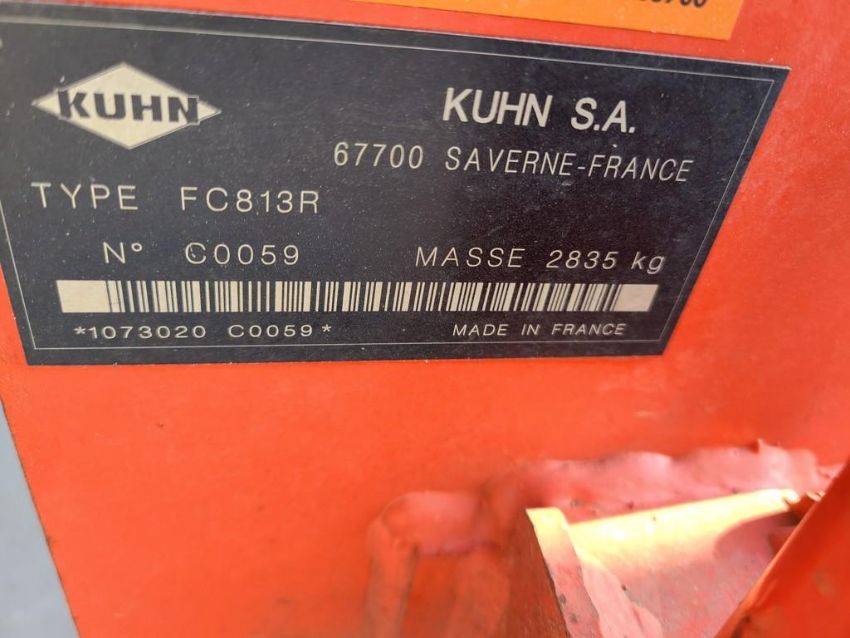 KUHN
KUHN S.A.
67700 SAVERNE-FRANCE
TYPE FC813R
N° C0059 MASSE 2835 kg
*1073020 C0059*
MADE IN FRANCE